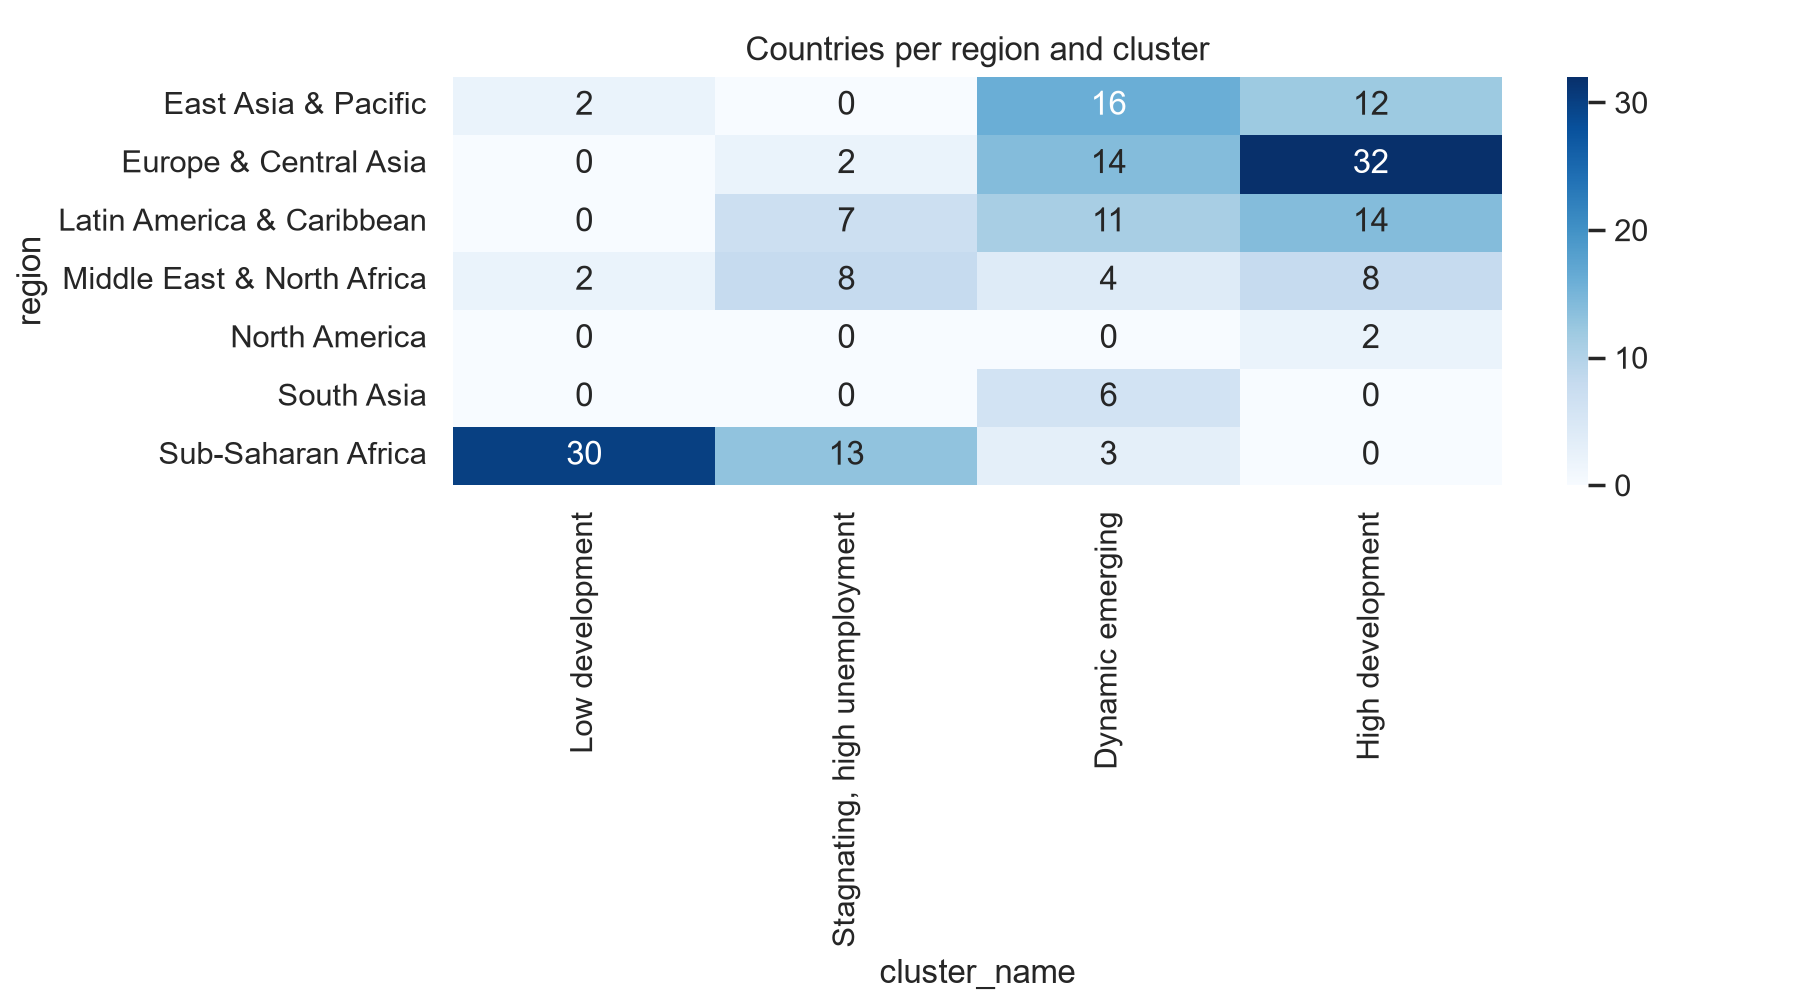 Countries per region and cluster
region
East Asia & Pacific 2 0 16 12
Europe & Central Asia 0 2 14 32
Latin America & Caribbean 0 7 11 14
Middle East & North Africa 2 8 4 8
North America 0 0 0 2
South Asia 0 0 6 0
Sub-Saharan Africa 30 13 3 0
Low development
Stagnating, high unemployment
Dynamic emerging
High development
cluster_name
30
20
10
0